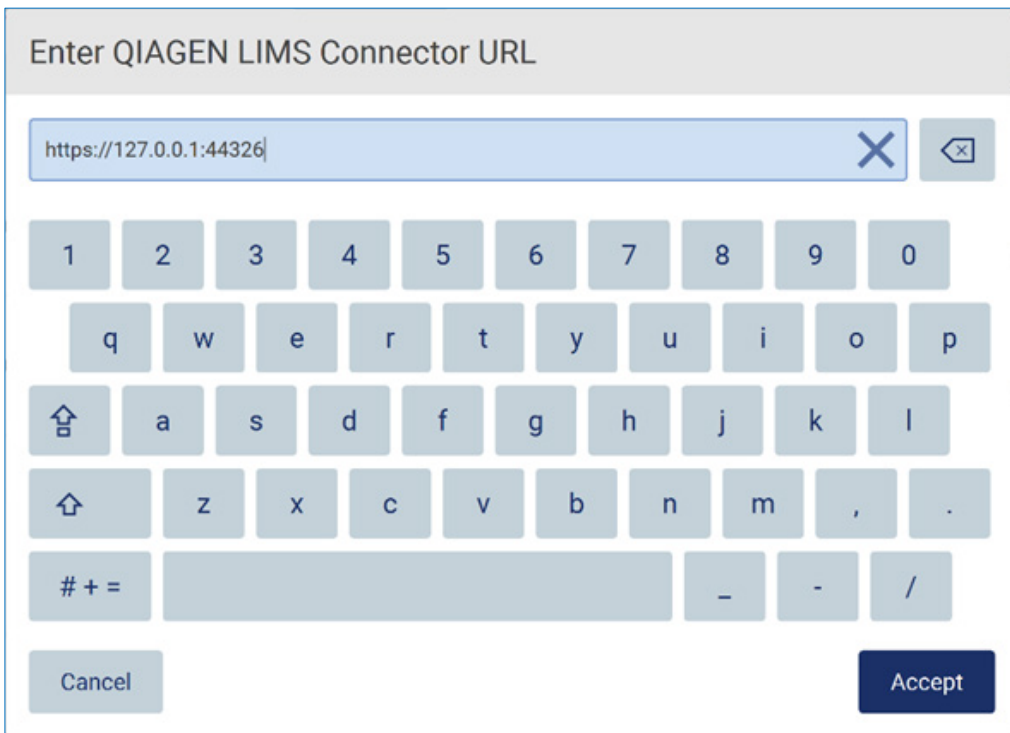 Enter QIAGEN LIMS Connector URL
https://127.0.0.1:44326
1 2 3 4 5 6 7 8 9 0
q w e r t y u i o p
a s d f g h j k l
z x c v b n m , .
# + = _ - /
Cancel Accept